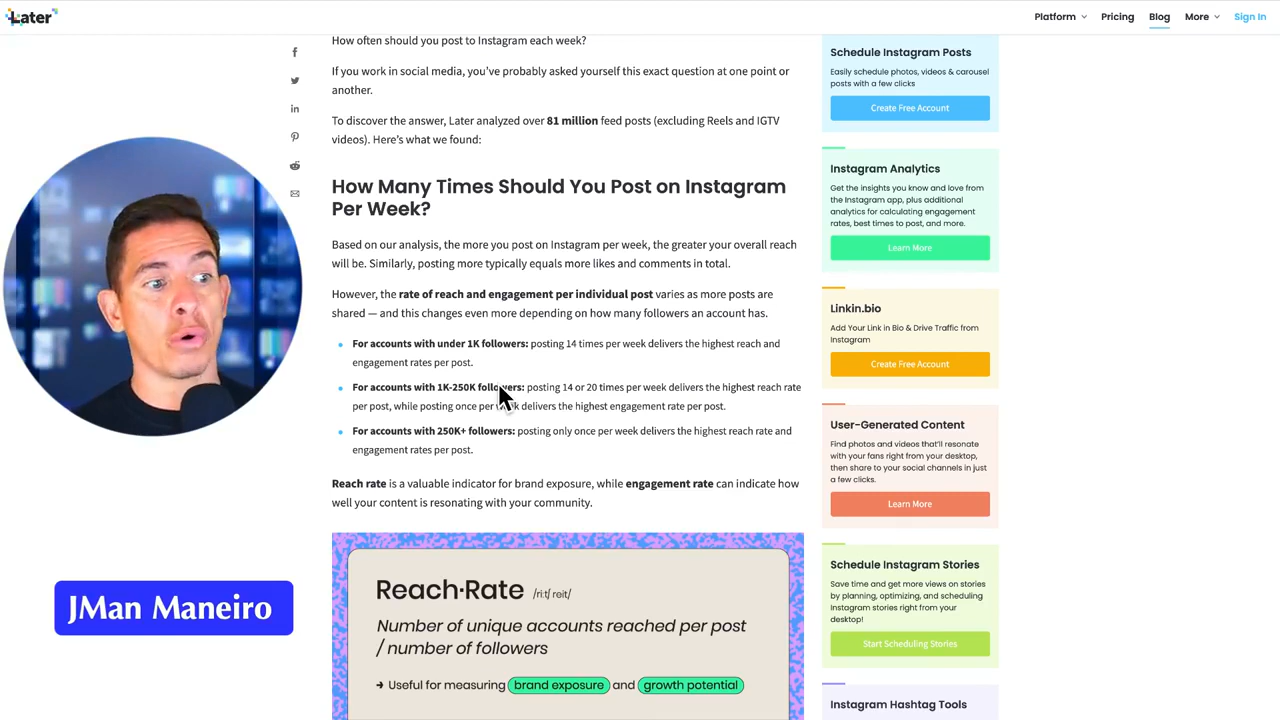 Later
Platform
Pricing
Blog
More
Sign In
How often should you post to Instagram each week?
If you work in social media, you've probably asked yourself this exact question at one point or
another.
To discover the answer, Later analyzed over 81 million feed posts (excluding Reels and IGTV
videos). Here's what we found:
How Many Times Should You Post on Instagram
Per Week?
Based on our analysis, the more you post on Instagram per week, the greater your overall reach
will be. Similarly, posting more typically equals more likes and comments in total.
However, the rate of reach and engagement per individual post varies as more posts are
shared — and this changes even more depending on how many followers an account has.
For accounts with under 1K followers: posting 14 times per week delivers the highest reach and
engagement rates per post.
For accounts with 1K-250K followers: posting 14 or 20 times per week delivers the highest reach rate
per post, while posting once per week delivers the highest engagement rate per post.
For accounts with 250K+ followers: posting only once per week delivers the highest reach rate and
engagement rates per post.
Reach rate is a valuable indicator for brand exposure, while engagement rate can indicate how
well your content is resonating with your community.
Reach·Rate /ri:tʃ reit/
Number of unique accounts reached per post
/ number of followers
→ Useful for measuring brand exposure and growth potential
Schedule Instagram Posts
Easily schedule photos, videos & carousel
posts with a few clicks
Create Free Account
Instagram Analytics
Get the insights you know and love from
the Instagram app, plus additional
analytics for calculating engagement
rates, best times to post, and more.
Learn More
Linkin.bio
Add Your Link in Bio & Drive Traffic from
Instagram
Create Free Account
User-Generated Content
Find photos and videos that'll resonate
with your fans right from your desktop,
then share to your social channels in just
a few clicks.
Learn More
Schedule Instagram Stories
Save time and get more views on stories
by planning, optimizing, and scheduling
Instagram stories right from your
desktop!
Start Scheduling Stories
Instagram Hashtag Tools
JMan Maneiro